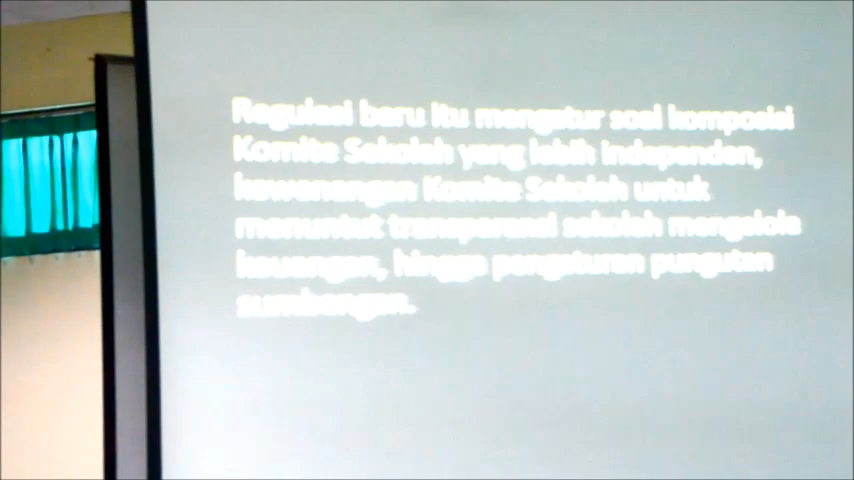 Regulasi baru itu mengatur soal komposisi
Komite Sekolah yang lebih independen,
kewenangan Komite Sekolah untuk
menuntut transparansi sekolah mengelola
keuangan, hingga pengaturan pungutan
sumbangan.